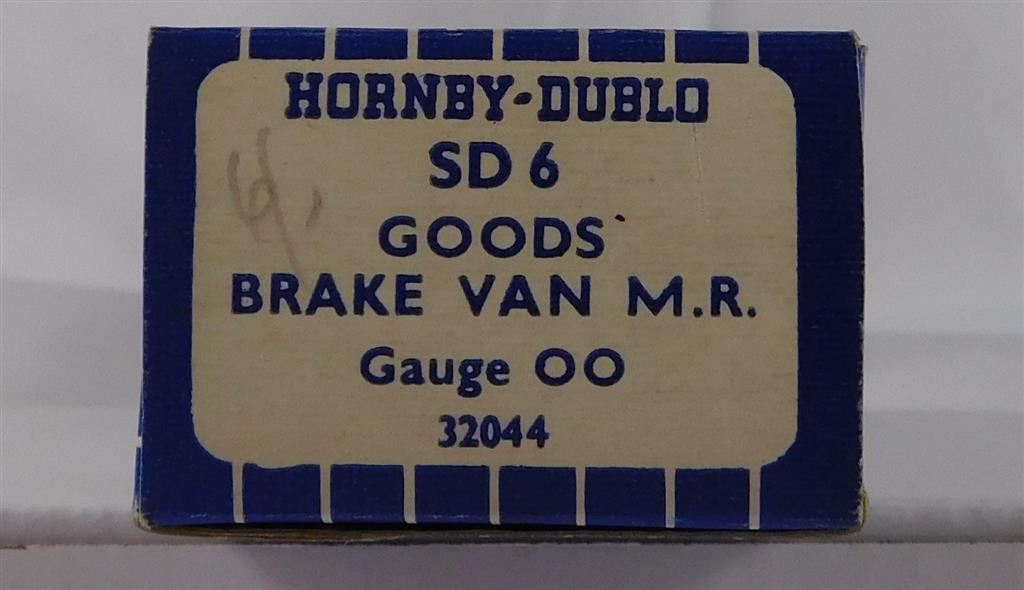 HORNBY-DUBLO
SD 6
GOODS
BRAKE VAN M.R.
Gauge OO
32044